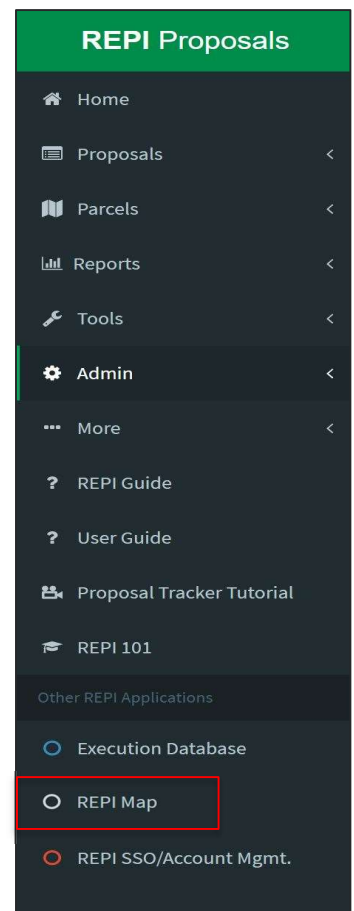 REPI Proposals
Home
Proposals
Parcels
Reports
Tools
Admin
More
REPI Guide
User Guide
Proposal Tracker Tutorial
REPI 101
Other REPI Applications
Execution Database
REPI Map
REPI SSO/Account Mgmt.